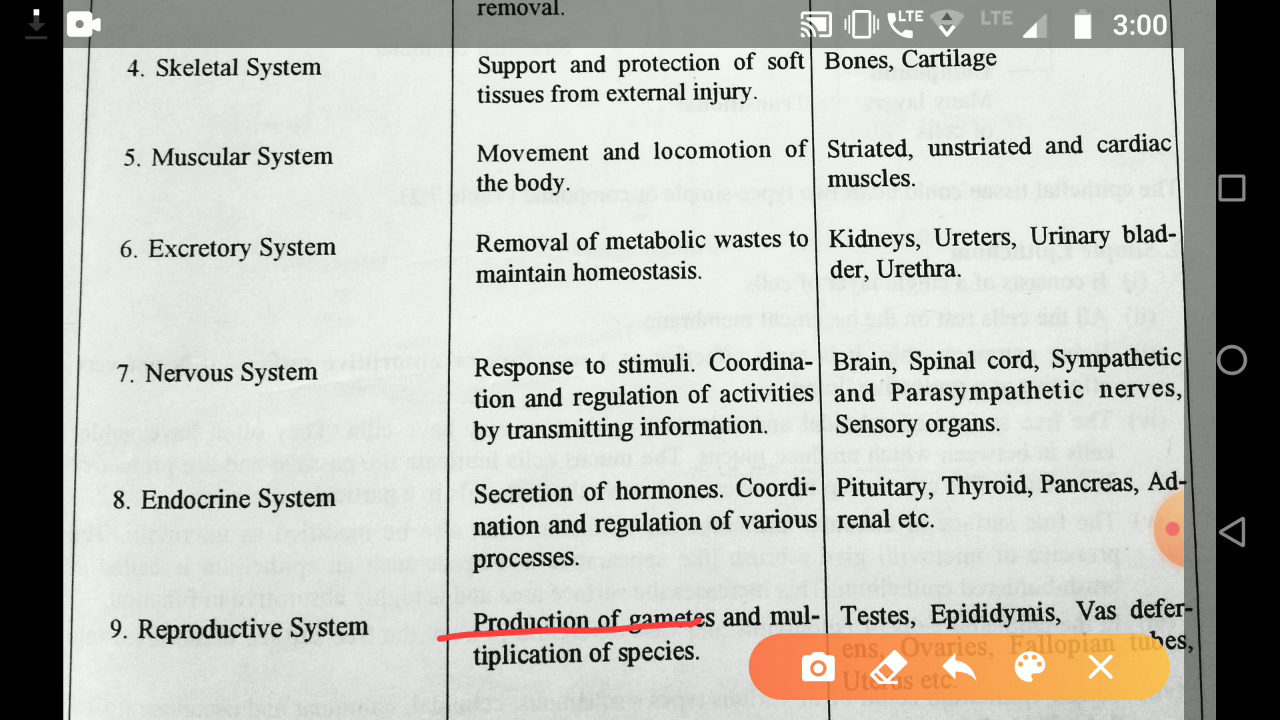 removal.
LTE LTE 3:00
4. Skeletal System Support and protection of soft Bones, Cartilage
tissues from external injury.
5. Muscular System Movement and locomotion of Striated, unstriated and cardiac
the body. muscles.
6. Excretory System Removal of metabolic wastes to Kidneys, Ureters, Urinary blad-
maintain homeostasis. der, Urethra.
7. Nervous System Response to stimuli. Coordina- Brain, Spinal cord, Sympathetic
tion and regulation of activities and Parasympathetic nerves,
by transmitting information. Sensory organs.
8. Endocrine System Secretion of hormones. Coordi- Pituitary, Thyroid, Pancreas, Ad-
nation and regulation of various renal etc.
processes.
9. Reproductive System Production of gametes and mul- Testes, Epididymis, Vas defer-
tiplication of species. ens, Ovaries, Fallopian tubes,
Uterus etc.